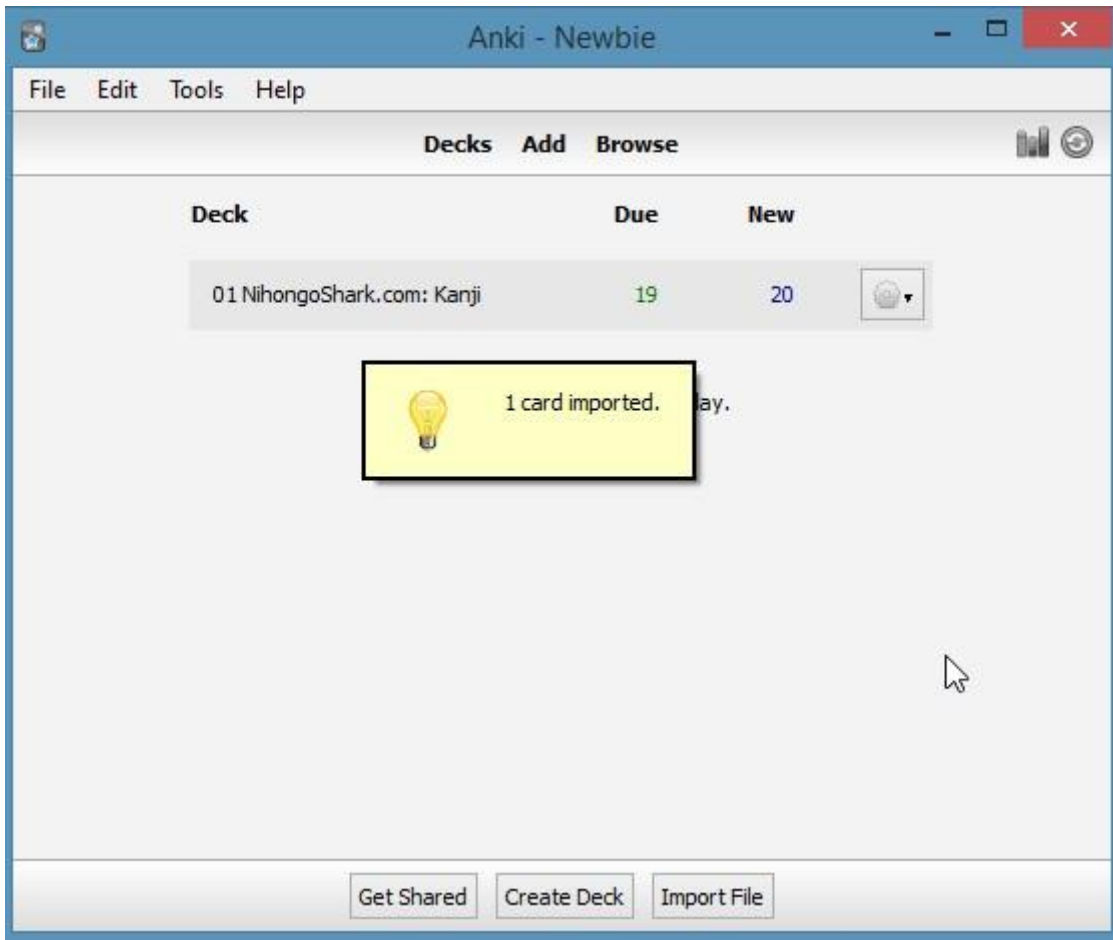 Anki - Newbie
File Edit Tools Help
Decks Add Browse
Deck Due New
01 NihongoShark.com: Kanji 19 20
1 card imported.
Get Shared Create Deck Import File